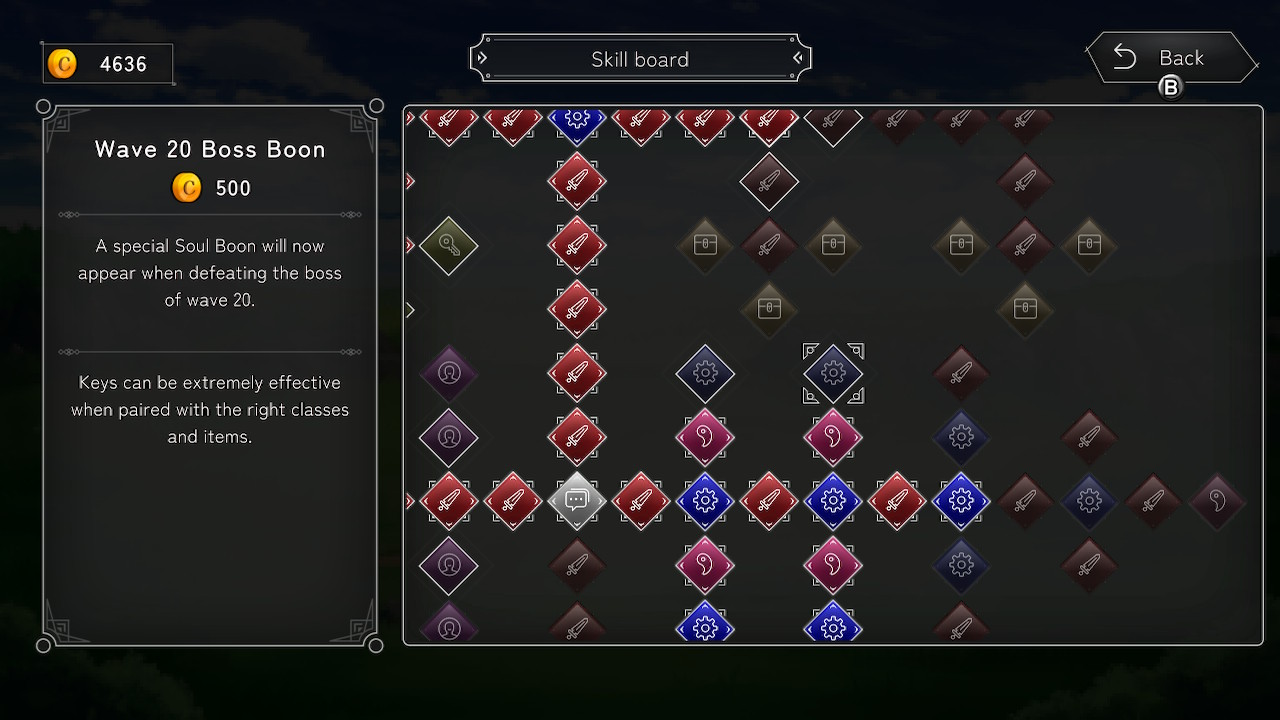 4636
Skill board
Back
B
Wave 20 Boss Boon
C 500
A special Soul Boon will now
appear when defeating the boss
of wave 20.
Keys can be extremely effective
when paired with the right classes
and items.